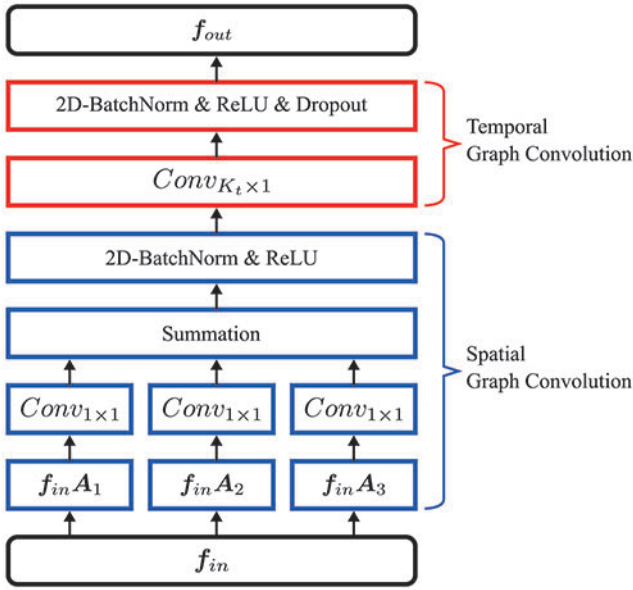 f_out
2D-BatchNorm & ReLU & Dropout
Temporal
Graph Convolution
Conv_{K_t×1}
2D-BatchNorm & ReLU
Summation
Spatial
Graph Convolution
Conv_{1×1} Conv_{1×1} Conv_{1×1}
f_in A_1 f_in A_2 f_in A_3
f_in